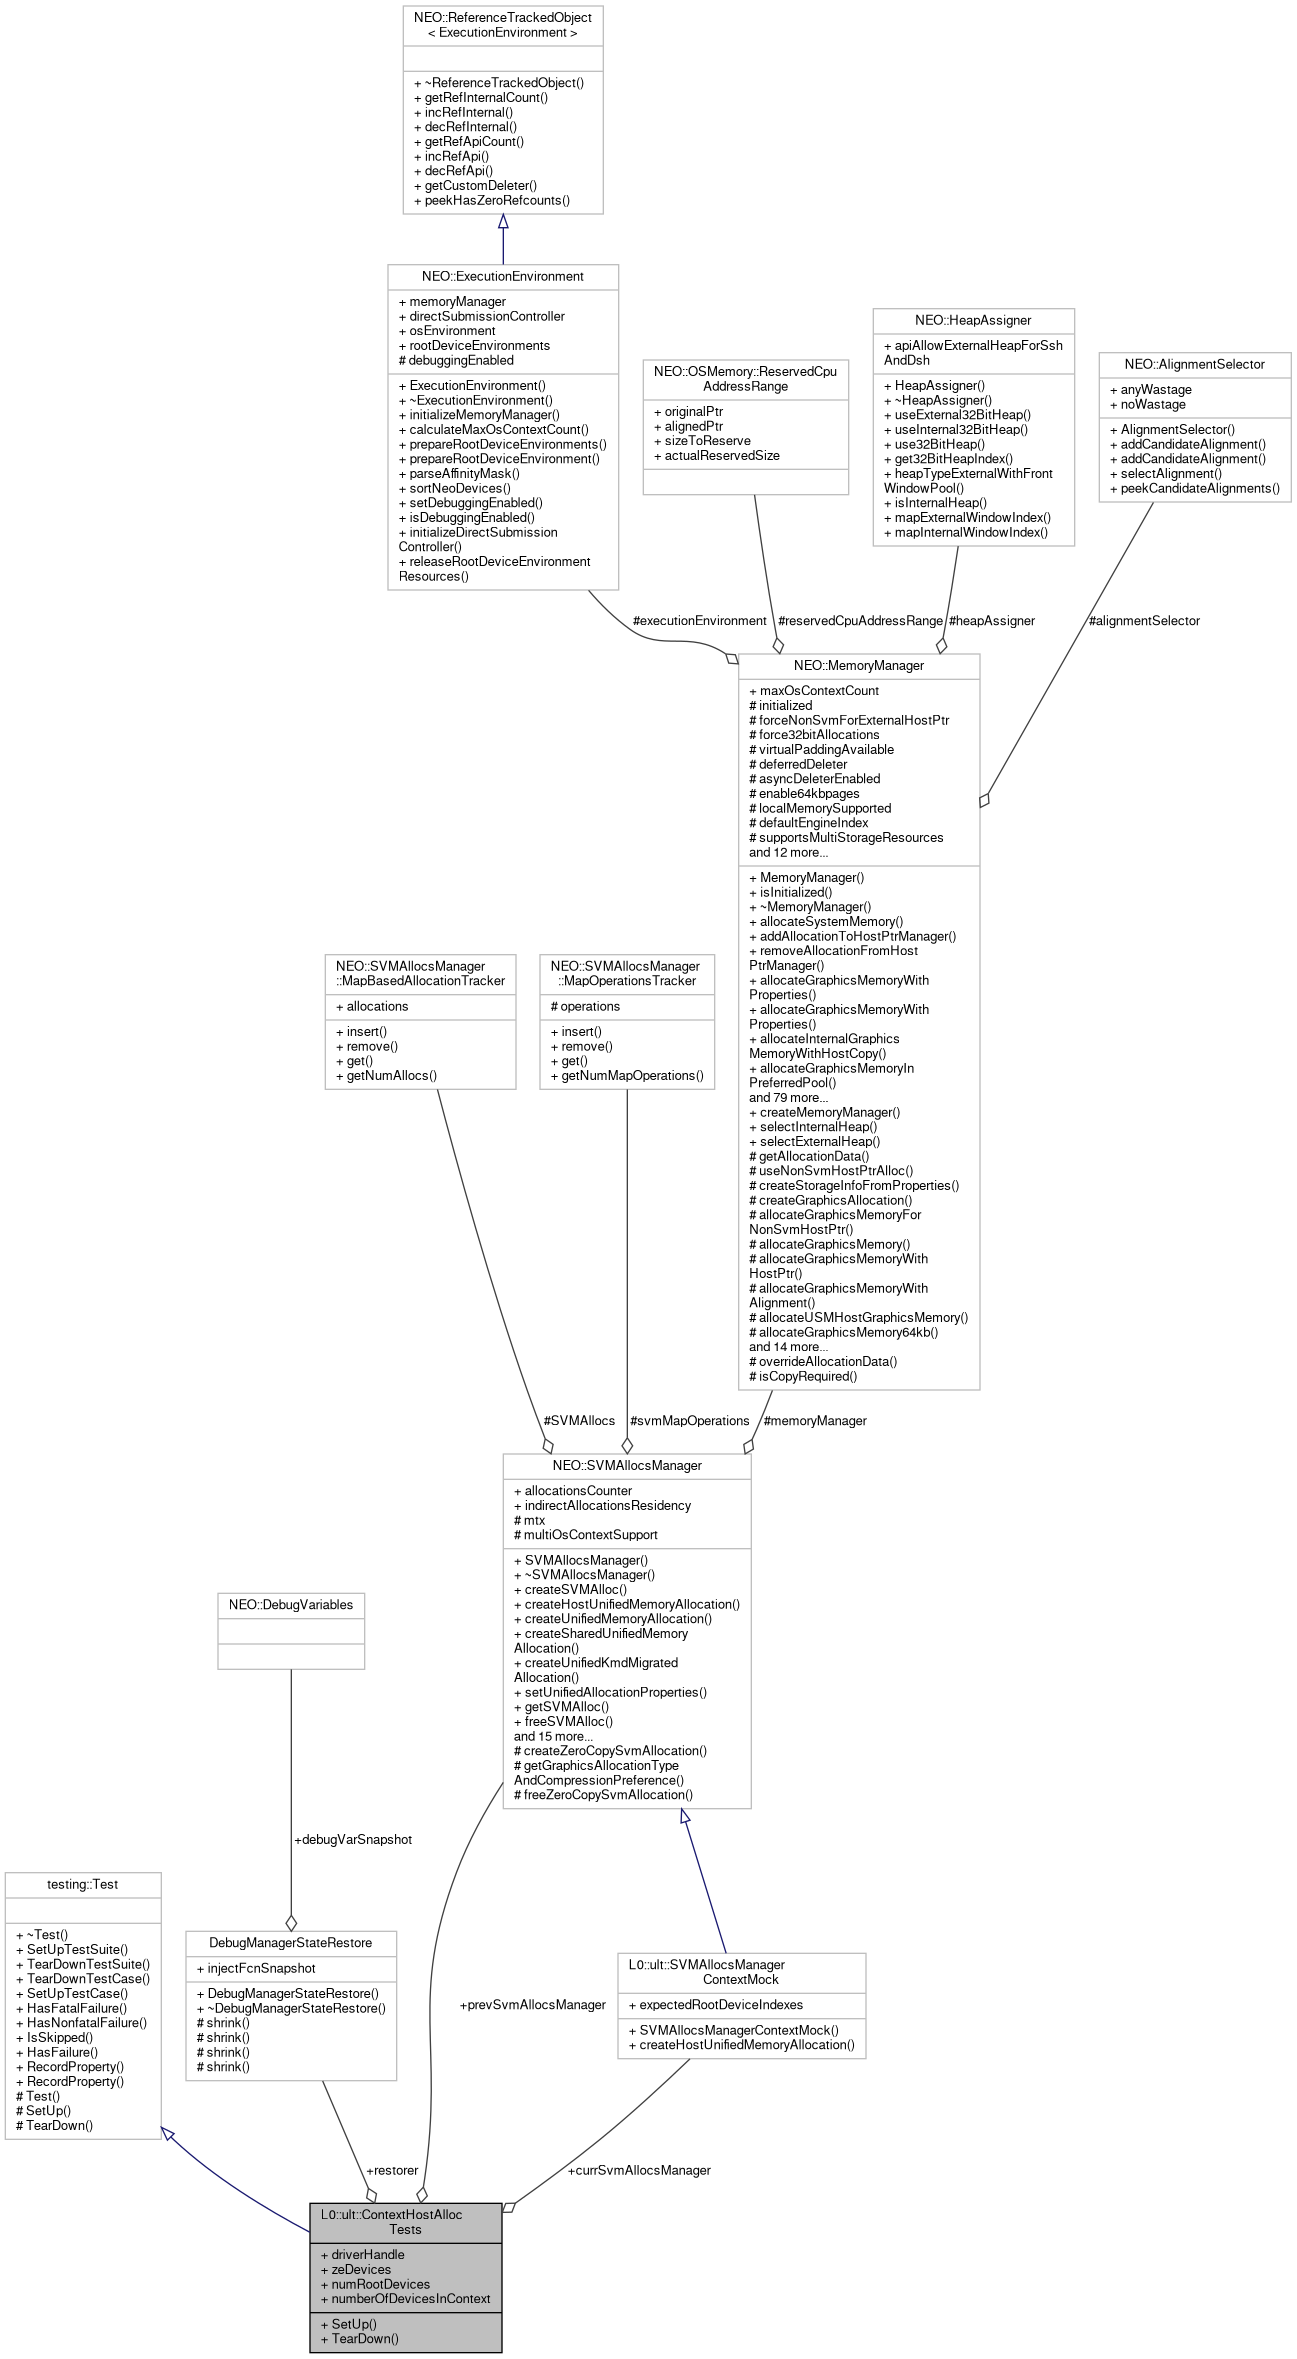 NEO::ReferenceTrackedObject
< ExecutionEnvironment >
+ ~ReferenceTrackedObject()
+ getRefInternalCount()
+ incRefInternal()
+ decRefInternal()
+ getRefApiCount()
+ incRefApi()
+ decRefApi()
+ getCustomDeleter()
+ peekHasZeroRefcounts()
NEO::ExecutionEnvironment
+ memoryManager
+ directSubmissionController
+ osEnvironment
+ rootDeviceEnvironments
# debuggingEnabled
+ ExecutionEnvironment()
+ ~ExecutionEnvironment()
+ initializeMemoryManager()
+ calculateMaxOsContextCount()
+ prepareRootDeviceEnvironments()
+ prepareRootDeviceEnvironment()
+ parseAffinityMask()
+ sortNeoDevices()
+ setDebuggingEnabled()
+ isDebuggingEnabled()
+ initializeDirectSubmission
Controller()
+ releaseRootDeviceEnvironment
Resources()
NEO::OSMemory::ReservedCpu
AddressRange
+ originalPtr
+ alignedPtr
+ sizeToReserve
+ actualReservedSize
NEO::HeapAssigner
+ apiAllowExternalHeapForSsh
AndDsh
+ HeapAssigner()
+ ~HeapAssigner()
+ useExternal32BitHeap()
+ useInternal32BitHeap()
+ use32BitHeap()
+ get32BitHeapIndex()
+ heapTypeExternalWithFront
WindowPool()
+ isInternalHeap()
+ mapExternalWindowIndex()
+ mapInternalWindowIndex()
NEO::AlignmentSelector
+ anyWastage
+ noWastage
+ AlignmentSelector()
+ addCandidateAlignment()
+ addCandidateAlignment()
+ selectAlignment()
+ peekCandidateAlignments()
#executionEnvironment
#reservedCpuAddressRange
#heapAssigner
#alignmentSelector
NEO::MemoryManager
+ maxOsContextCount
# initialized
# forceNonSvmForExternalHostPtr
# force32bitAllocations
# virtualPaddingAvailable
# deferredDeleter
# asyncDeleterEnabled
# enable64kbpages
# localMemorySupported
# defaultEngineIndex
# supportsMultiStorageResources
and 12 more...
+ MemoryManager()
+ isInitialized()
+ ~MemoryManager()
+ allocateSystemMemory()
+ addAllocationToHostPtrManager()
+ removeAllocationFromHost
PtrManager()
+ allocateGraphicsMemoryWith
Properties()
+ allocateGraphicsMemoryWith
Properties()
+ allocateInternalGraphics
MemoryWithHostCopy()
+ allocateGraphicsMemoryIn
PreferredPool()
and 79 more...
+ createMemoryManager()
+ selectInternalHeap()
+ selectExternalHeap()
# getAllocationData()
# useNonSvmHostPtrAlloc()
# createStorageInfoFromProperties()
# createGraphicsAllocation()
# allocateGraphicsMemoryFor
NonSvmHostPtr()
# allocateGraphicsMemory()
# allocateGraphicsMemoryWith
HostPtr()
# allocateGraphicsMemoryWith
Alignment()
# allocateUSMHostGraphicsMemory()
# allocateGraphicsMemory64kb()
and 14 more...
# overrideAllocationData()
# isCopyRequired()
NEO::SVMAllocsManager
::MapBasedAllocationTracker
+ allocations
+ insert()
+ remove()
+ get()
+ getNumAllocs()
NEO::SVMAllocsManager
::MapOperationsTracker
# operations
+ insert()
+ remove()
+ get()
+ getNumMapOperations()
#SVMAllocs
#svmMapOperations
#memoryManager
NEO::SVMAllocsManager
+ allocationsCounter
+ indirectAllocationsResidency
# mtx
# multiOsContextSupport
+ SVMAllocsManager()
+ ~SVMAllocsManager()
+ createSVMAlloc()
+ createHostUnifiedMemoryAllocation()
+ createUnifiedMemoryAllocation()
+ createSharedUnifiedMemory
Allocation()
+ createUnifiedKmdMigrated
Allocation()
+ setUnifiedAllocationProperties()
+ getSVMAlloc()
+ freeSVMAlloc()
and 15 more...
# createZeroCopySvmAllocation()
# getGraphicsAllocationType
AndCompressionPreference()
# freeZeroCopySvmAllocation()
NEO::DebugVariables
+debugVarSnapshot
testing::Test
+ ~Test()
+ SetUpTestSuite()
+ TearDownTestSuite()
+ TearDownTestCase()
+ SetUpTestCase()
+ HasFatalFailure()
+ HasNonfatalFailure()
+ IsSkipped()
+ HasFailure()
+ RecordProperty()
+ RecordProperty()
# Test()
# SetUp()
# TearDown()
DebugManagerStateRestore
+ injectFcnSnapshot
+ DebugManagerStateRestore()
+ ~DebugManagerStateRestore()
# shrink()
# shrink()
# shrink()
# shrink()
+prevSvmAllocsManager
L0::ult::SVMAllocsManager
ContextMock
+ expectedRootDeviceIndexes
+ SVMAllocsManagerContextMock()
+ createHostUnifiedMemoryAllocation()
+restorer
+currSvmAllocsManager
L0::ult::ContextHostAlloc
Tests
+ driverHandle
+ zeDevices
+ numRootDevices
+ numberOfDevicesInContext
+ SetUp()
+ TearDown()